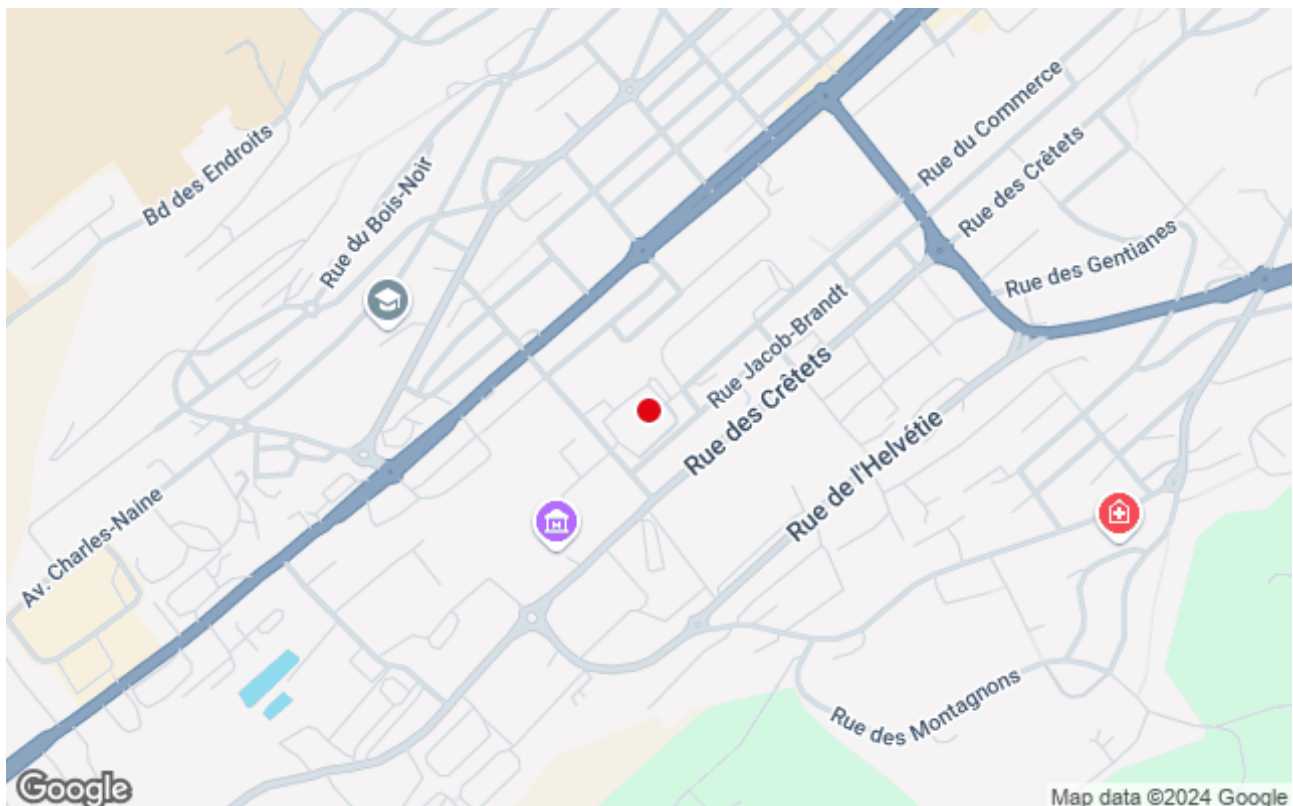 Bd des Endroits
Rue du Bois-Noir
Rue du Commerce
Rue des Crêtets
Rue des Gentianes
Rue Jacob-Brandt
Rue des Crêtets
Rue de l'Helvétie
Av. Charles-Naine
Rue des Montagnons
Google
Map data ©2024 Google